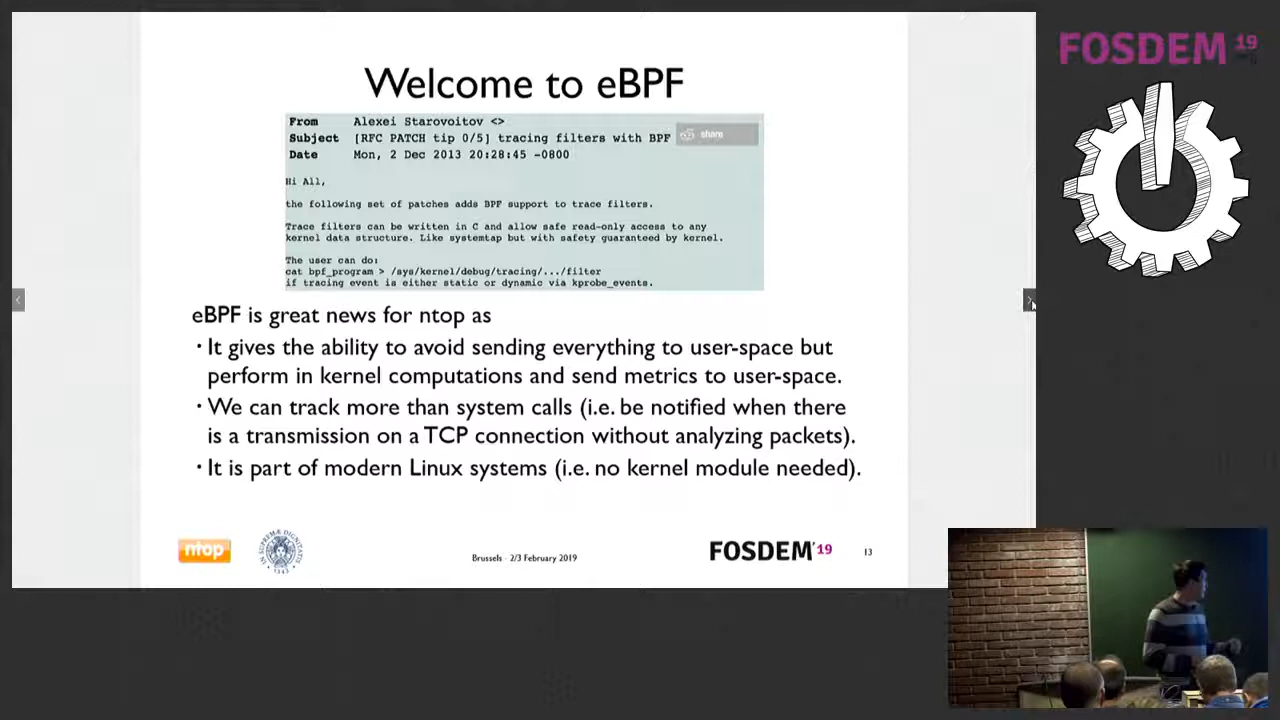 FOSDEM 19
Welcome to eBPF
From Alexei Starovoitov <>
Subject [RFC PATCH tip 0/5] tracing filters with BPF
share
Date Mon, 2 Dec 2013 20:28:45 -0800
Hi All,
the following set of patches adds BPF support to trace filters.
Trace filters can be written in C and allow safe read-only access to any
kernel data structure. Like systemtap but with safety guaranteed by kernel.
The user can do:
cat bpf_program > /sys/kernel/debug/tracing/.../filter
if tracing event is either static or dynamic via kprobe_events.
eBPF is great news for ntop as
· It gives the ability to avoid sending everything to user-space but
perform in kernel computations and send metrics to user-space.
· We can track more than system calls (i.e. be notified when there
is a transmission on a TCP connection without analyzing packets).
· It is part of modern Linux systems (i.e. no kernel module needed).
ntop
Brussels - 2/3 February 2019
FOSDEM'19
13